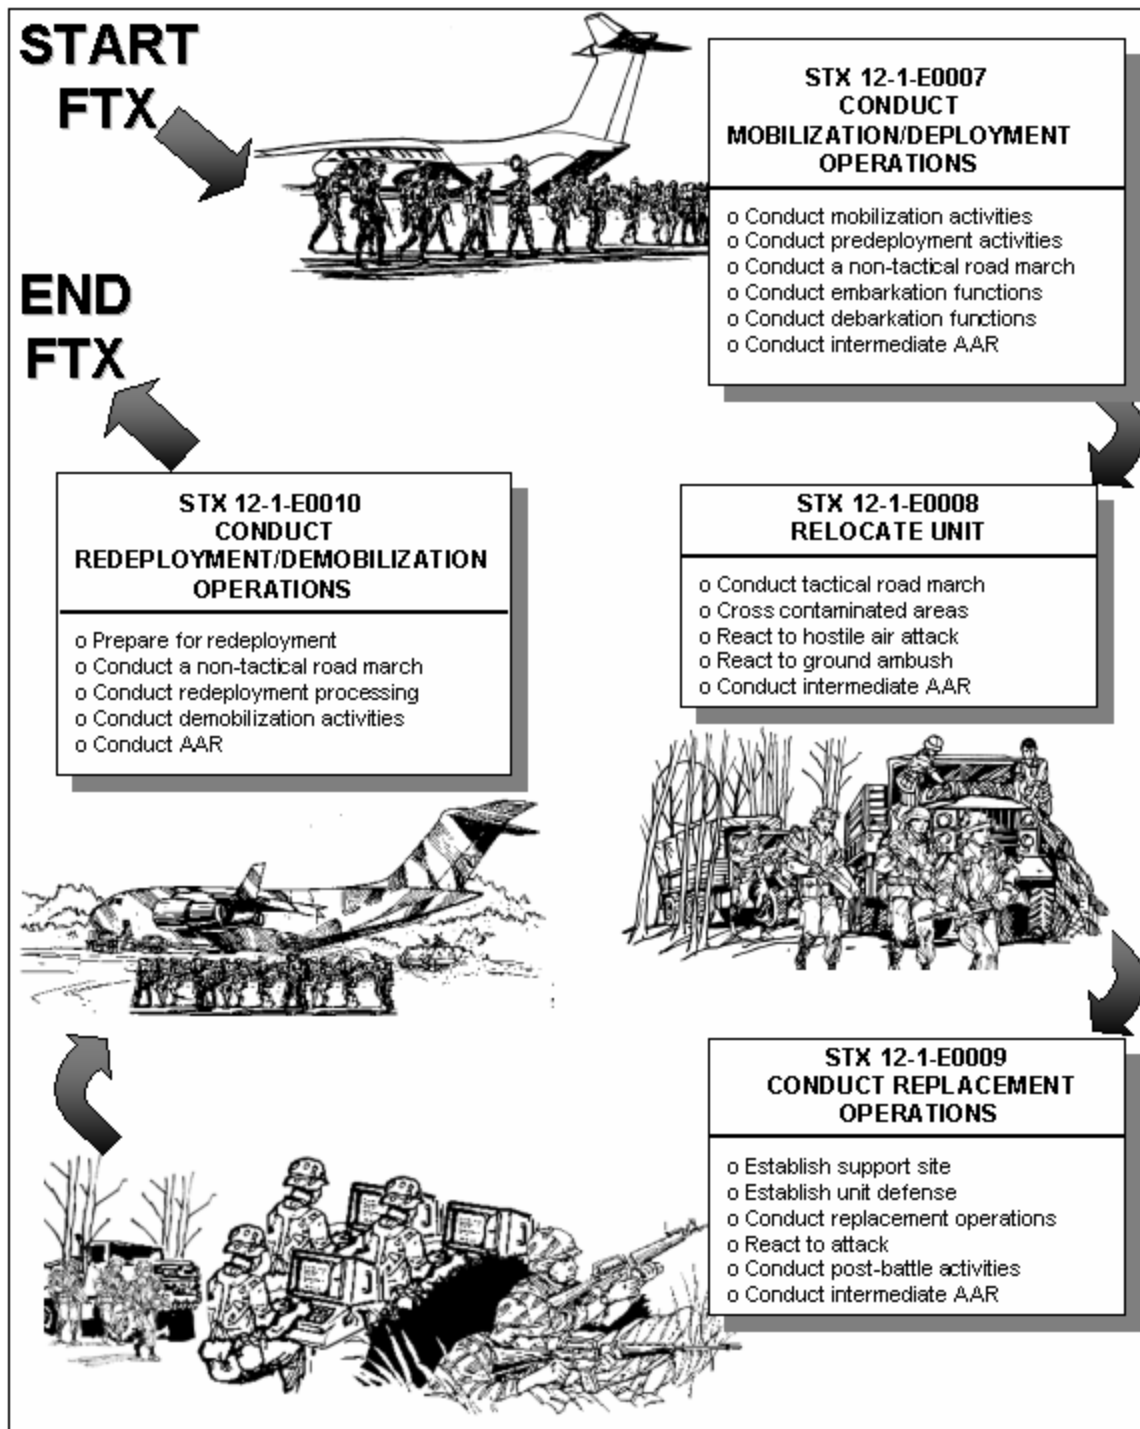 START
FTX
STX 12-1-E0007
CONDUCT
MOBILIZATION/DEPLOYMENT
OPERATIONS
o Conduct mobilization activities
o Conduct predeployment activities
o Conduct a non-tactical road march
o Conduct embarkation functions
o Conduct debarkation functions
o Conduct intermediate AAR
STX 12-1-E0008
RELOCATE UNIT
o Conduct tactical road march
o Cross contaminated areas
o React to hostile air attack
o React to ground ambush
o Conduct intermediate AAR
STX 12-1-E0009
CONDUCT REPLACEMENT
OPERATIONS
o Establish support site
o Establish unit defense
o Conduct replacement operations
o React to attack
o Conduct post-battle activities
o Conduct intermediate AAR
STX 12-1-E0010
CONDUCT
REDEPLOYMENT/DEMOBILIZATION
OPERATIONS
o Prepare for redeployment
o Conduct a non-tactical road march
o Conduct redeployment processing
o Conduct demobilization activities
o Conduct AAR
END
FTX